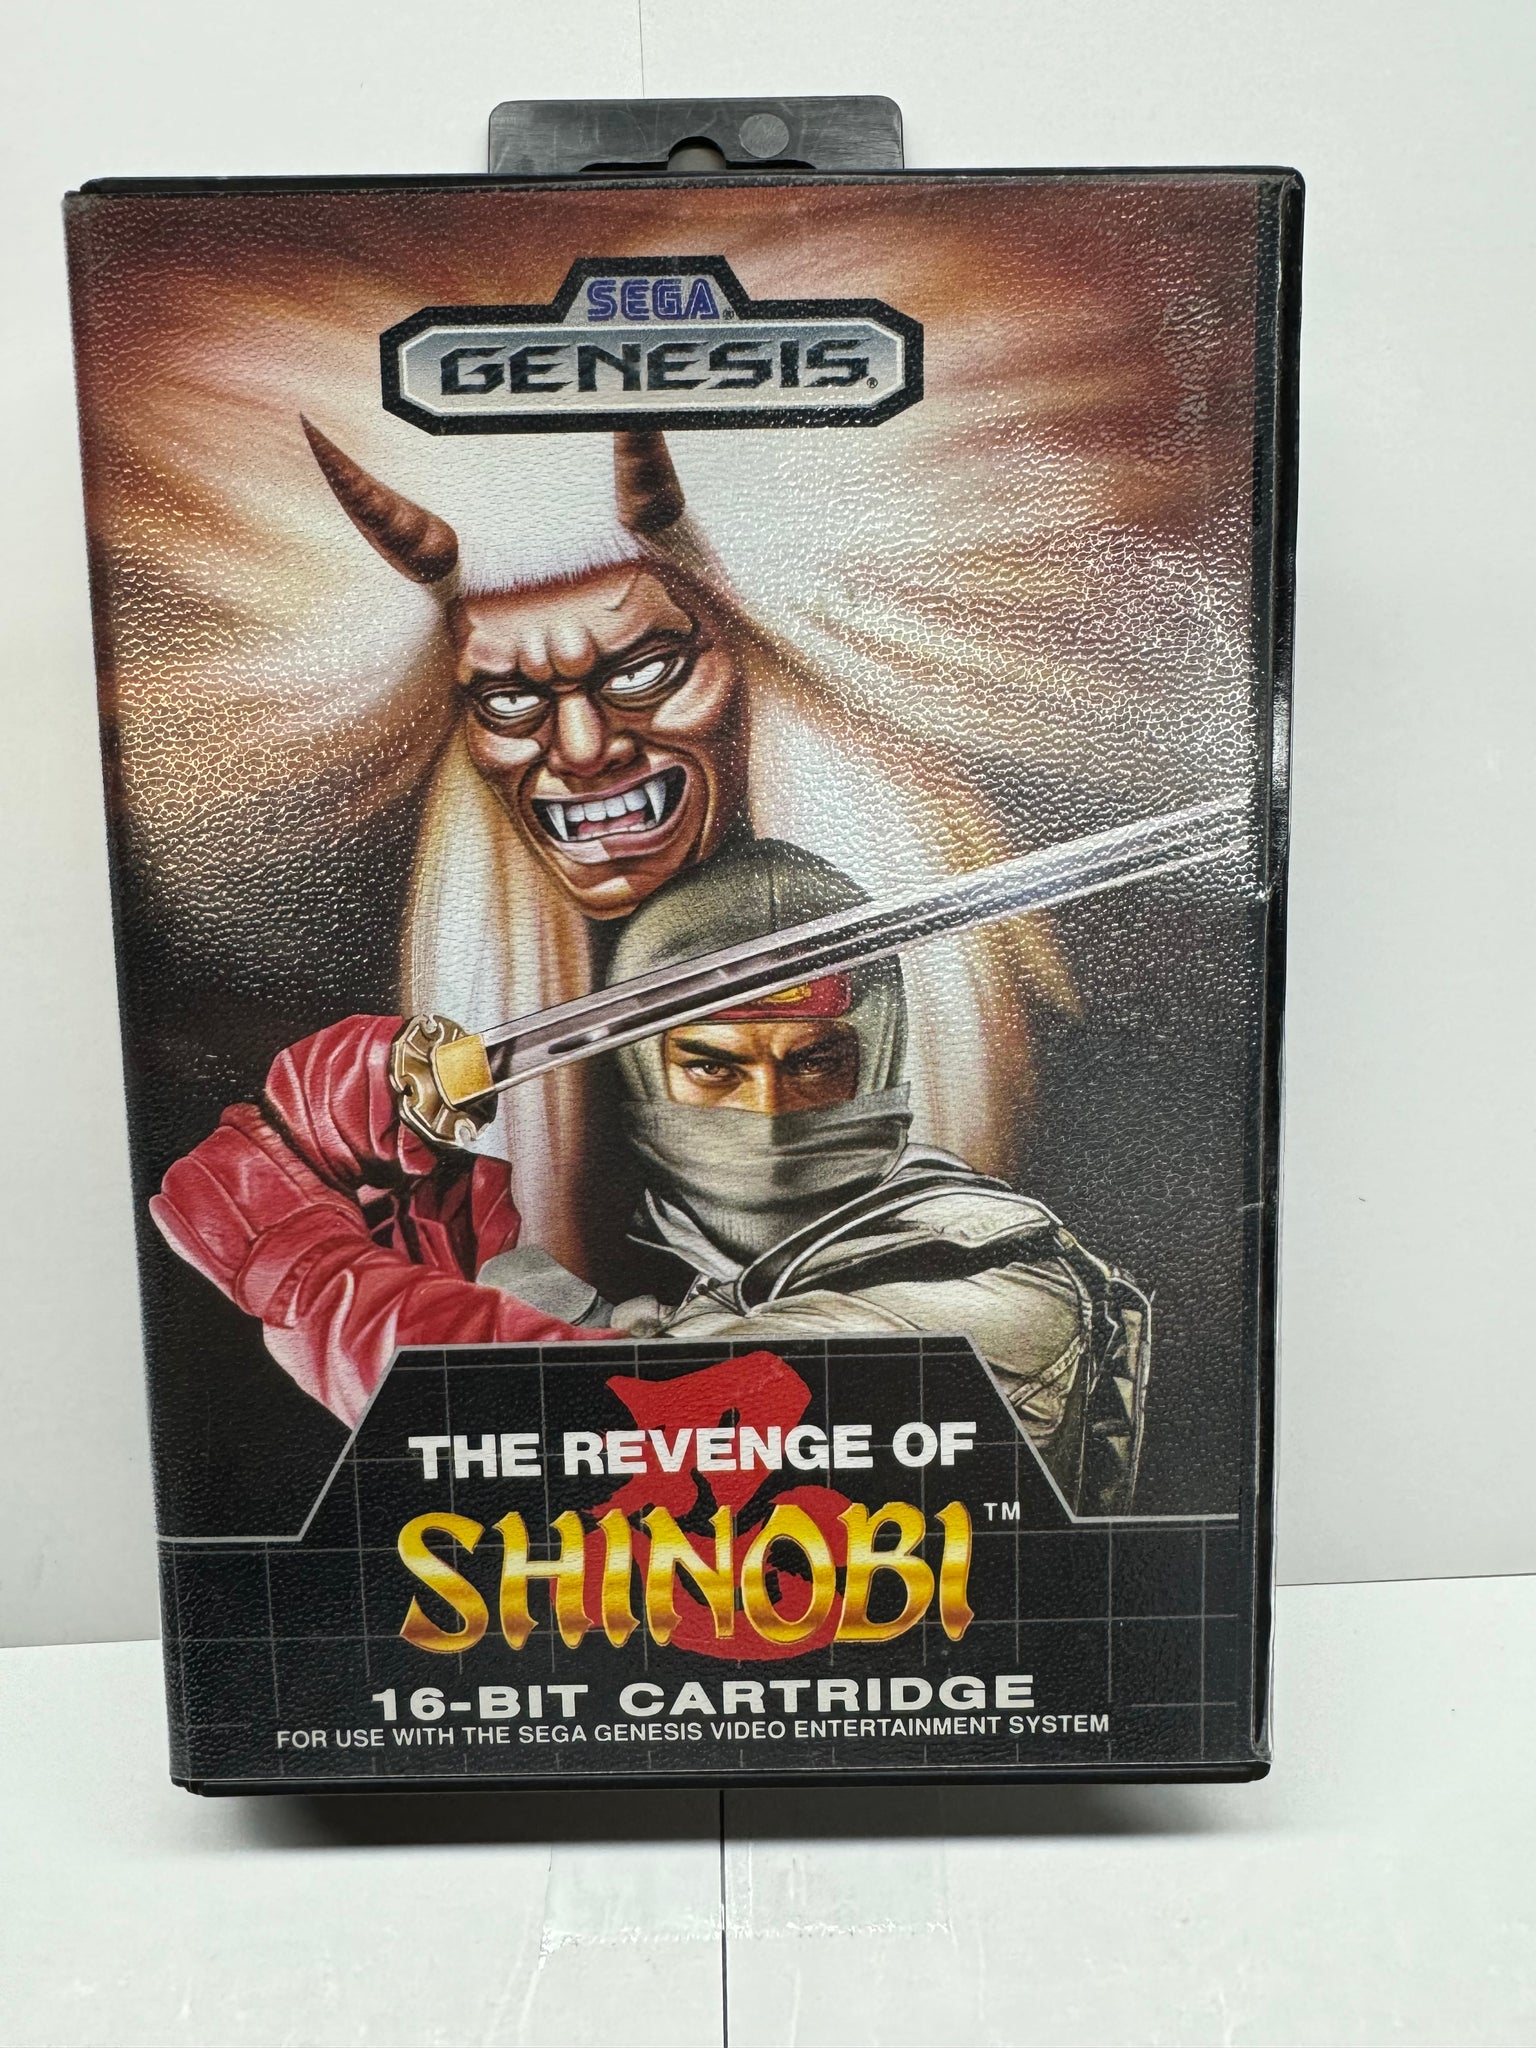 SEGA®
GENESIS®
THE REVENGE OF
SHINOBI™
16-BIT CARTRIDGE
FOR USE WITH THE SEGA GENESIS VIDEO ENTERTAINMENT SYSTEM